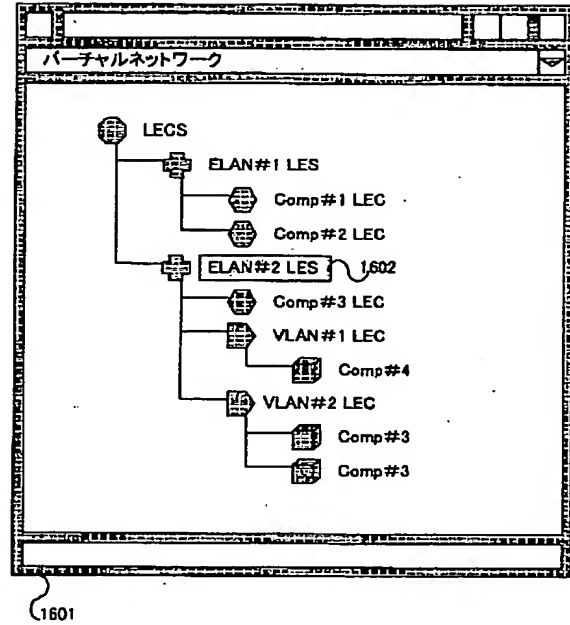 バーチャルネットワーク
LECS
ELAN#1 LES
Comp#1 LEC
Comp#2 LEC
ELAN#2 LES 1602
Comp#3 LEC
VLAN#1 LEC
Comp#4
VLAN#2 LEC
Comp#3
Comp#3
1601